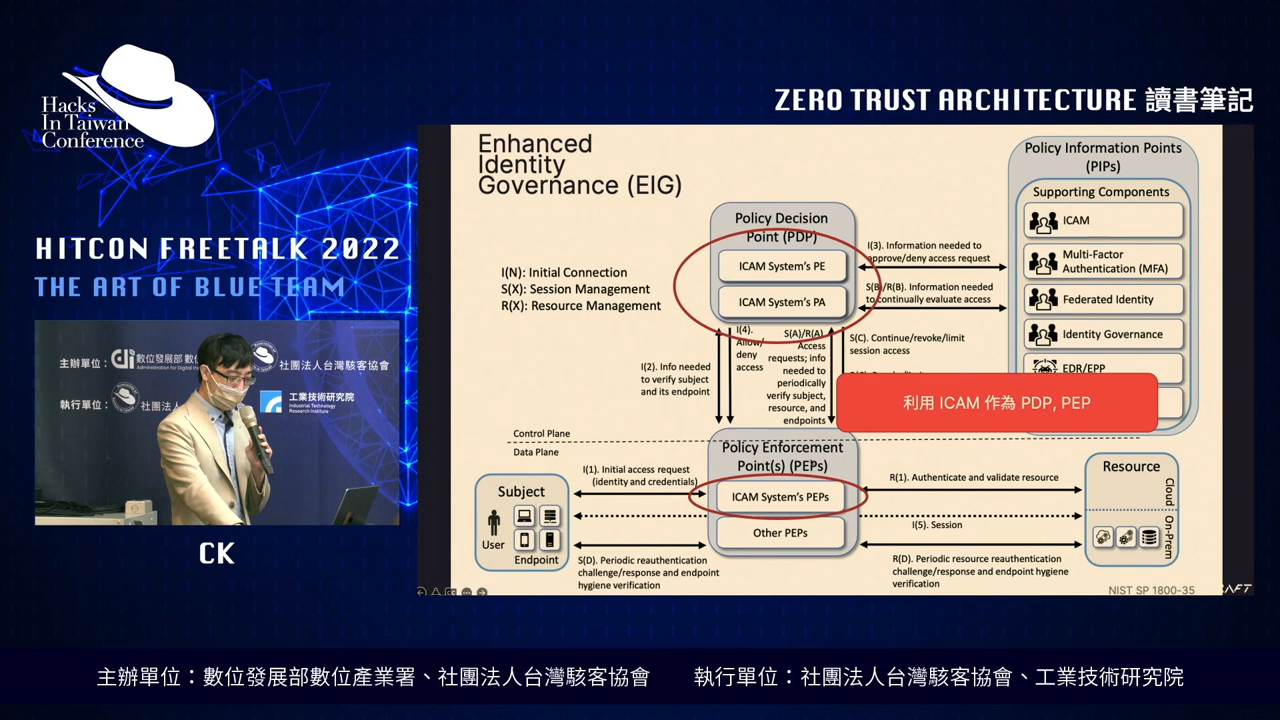 Hacks
In Taiwan
Conference
ZERO TRUST ARCHITECTURE 讀書筆記
HITCON FREETALK 2022
THE ART OF BLUE TEAM
主辦單位：
數位發展部
Administration for Digital
社團法人台灣駭客協會
執行單位：
社團法人
工業技術研究院
Industrial Technology
Research Institute
CK
Enhanced
Identity
Governance (EIG)
I(N): Initial Connection
S(X): Session Management
R(X): Resource Management
Policy Decision
Point (PDP)
ICAM System's PE
ICAM System's PA
Policy Information Points
(PIPs)
Supporting Components
ICAM
Multi-Factor
Authentication (MFA)
Federated Identity
Identity Governance
EDR/EPP
I(3). Information needed to
approve/deny access request
S(B)/R(B). Information needed
to continually evaluate access
I(4).
Allow/
deny
access
S(A)/R(A).
Access
requests; info
needed to
periodically
verify subject,
resource, and
endpoints
S(C). Continue/revoke/limit
session access
I(2). Info needed
to verify subject
and its endpoint
利用 ICAM 作為 PDP, PEP
Control Plane
Data Plane
Policy Enforcement
Point(s) (PEPs)
ICAM System's PEPs
Other PEPs
I(1). Initial access request
(identity and credentials)
R(1). Authenticate and validate resource
I(5). Session
Subject
User
Endpoint
Resource
Cloud
On-Prem
S(D). Periodic reauthentication
challenge/response and endpoint
hygiene verification
R(D). Periodic resource reauthentication
challenge/response and endpoint hygiene
verification
NIST SP 1800-35
主辦單位：數位發展部數位產業署、社團法人台灣駭客協會 執行單位：社團法人台灣駭客協會、工業技術研究院